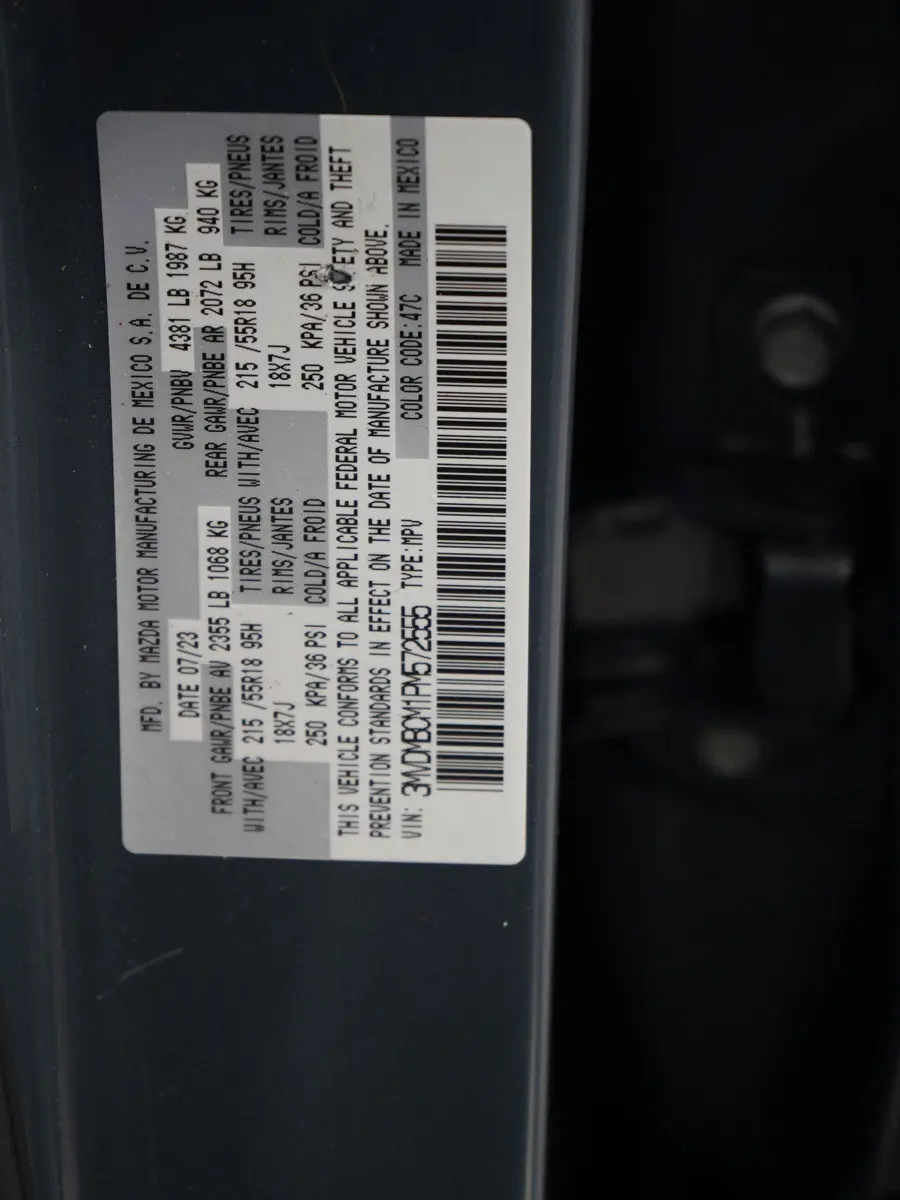 MFD. BY MAZDA MOTOR MANUFACTURING DE MEXICO S.A. DE C.V.
DATE 07/23 GVWR/PNBV 4381 LB 1987 KG
FRONT GAWR/PNBE AV 2355 LB 1068 KG REAR GAWR/PNBE AR 2072 LB 940 KG
WITH/AVEC 215 /55R18 95H TIRES/PNEUS WITH/AVEC 215 /55R18 95H TIRES/PNEUS
18X7J RIMS/JANTES 18X7J RIMS/JANTES
250 KPA/36 PSI COLD/A FROID 250 KPA/36 PSI COLD/A FROID
THIS VEHICLE CONFORMS TO ALL APPLICABLE FEDERAL MOTOR VEHICLE SAFETY AND THEFT
PREVENTION STANDARDS IN EFFECT ON THE DATE OF MANUFACTURE SHOWN ABOVE.
VIN: 3MVDMBCM1PM572555 TYPE:MPV COLOR CODE:47C MADE IN MEXICO